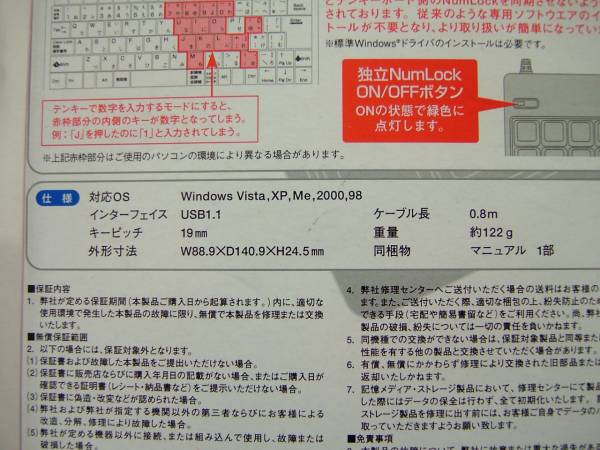 とテンキーボード側のNumLockを同期させないよう
されております。 従来のような専用ソフトウエアのイ
トールが不要となり、より取り扱いが簡単になってい
※標準Windows®ドライバのインストールは必要です。
独立NumLock
ON/OFFボタン
ONの状態で緑色に
点灯します。
テンキーで数字を入力するモードにすると、
赤枠部分の内側のキーが数字となってしまう。
例：「J」を押したのに「1」と入力されてしまう。
※上記赤枠部分はご使用のパソコンの環境により異なる場合があります。
仕様
対応OS Windows Vista,XP,Me,2000,98
インターフェイス USB1.1 ケーブル長 0.8m
キーピッチ 19mm 重量 約122g
外形寸法 W88.9×D140.9×H24.5mm 同梱物 マニュアル 1部
■保証内容
1. 弊社が定める保証期間（本製品ご購入日から起算されます。）内に、適切な
使用環境で発生した本製品の故障に限り、無償で本製品を修理または交換
いたします。
■無償保証範囲
2. 以下の場合には、保証対象外となります。
(1) 保証書および故障した本製品をご提出いただけない場合。
(2) 保証書に販売店ならびに購入年月日の記載がない場合、またはご購入日が
確認できる証明書（レシート・納品書など）をご提示いただけない場合。
(3) 保証書に偽造・改変などが認められた場合。
(4) 弊社および弊社が指定する機関以外の第三者ならびにお客様による
改造、分解、修理により故障した場合。
(5) 弊社が定める機器以外に接続、または組み込んで使用し、故障または
破損した場合。
4. 弊社修理センターへご送付いただく場合の送料はお客様の
ます。また、ご送付いただく際、適切な梱包の上、紛失防止のため
できる手段（宅配や簡易書留など）をご利用ください。尚、弊社
製品の破損、紛失については一切の責任を負いかねます。
5. 同機種での交換ができない場合は、保証対象製品と同等または
性能を有する他の製品と交換させていただく場合があります。
6. 有償、無償にかかわらず修理により交換された旧部品または
返却いたしかねます。
7. 記憶メディア・ストレージ製品において、修理センターにて製品
した際にはデータの保全は行わず、全て初期化いたします。
ストレージ製品を修理に出す前には、お客様ご自身でデータの
取っていただきますようお願い致します。
■免責事項